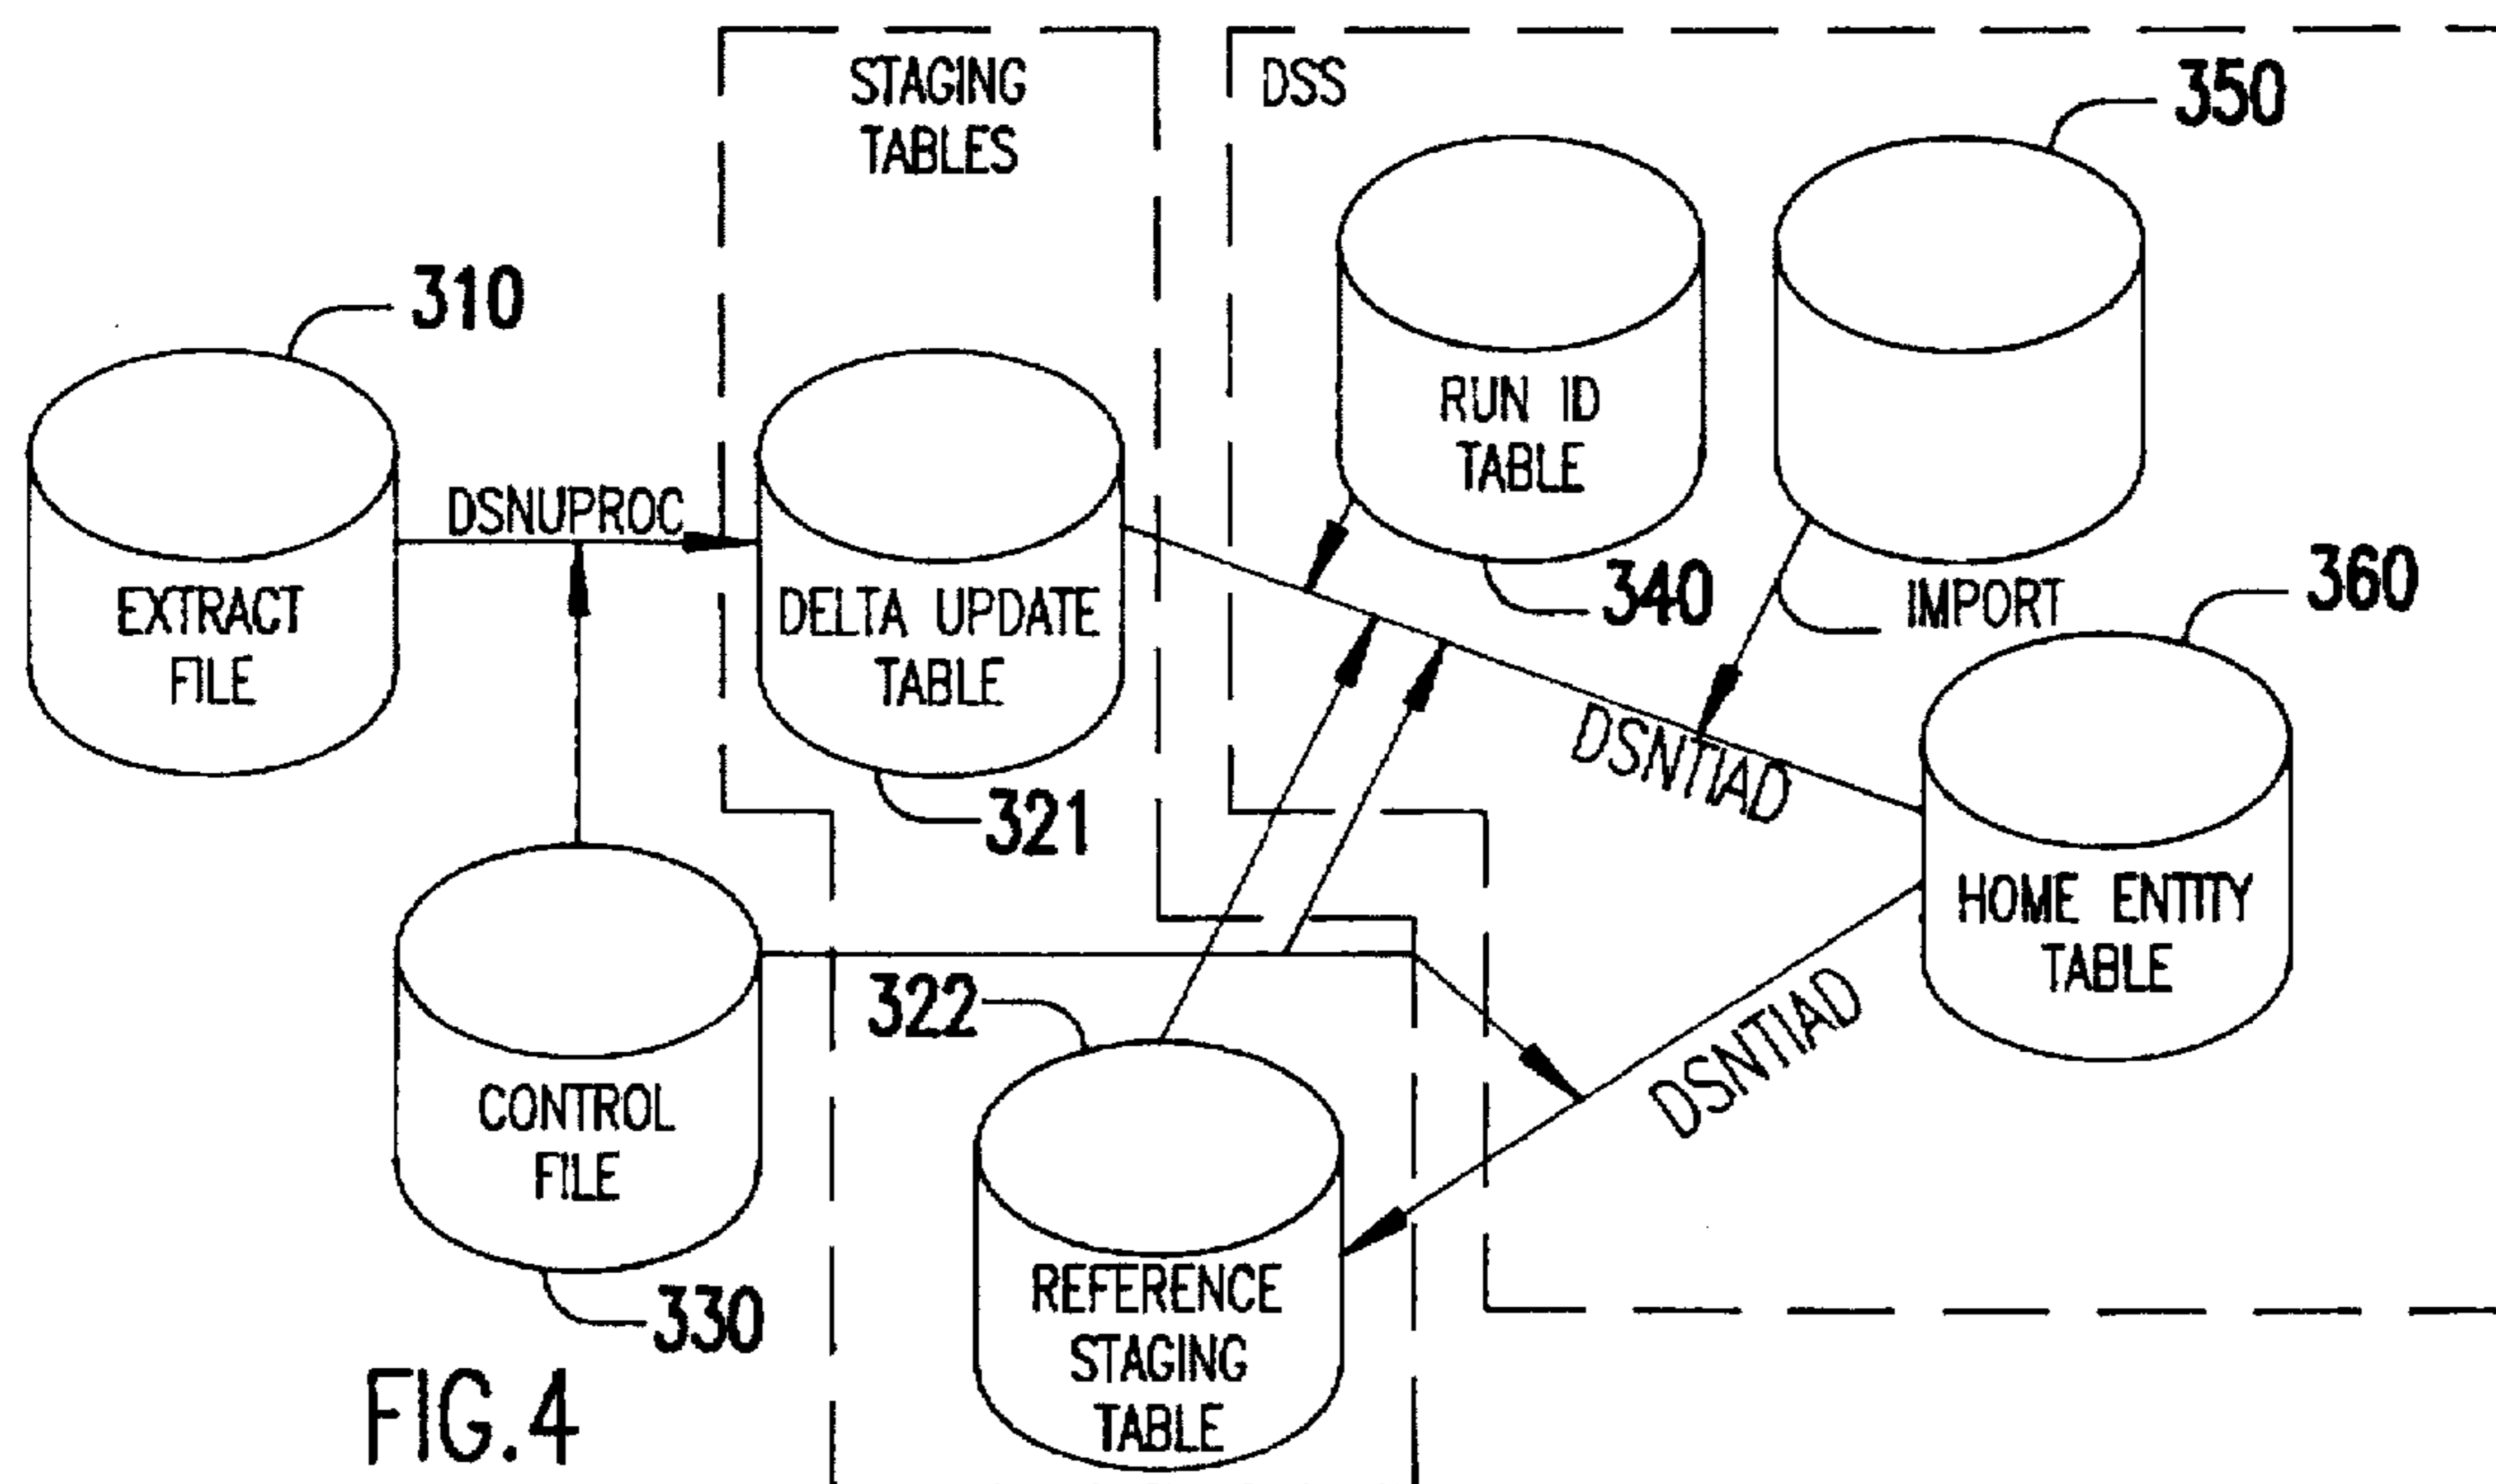 STAGING
TABLES
DSS
350
310
RUN ID
TABLE
DSNUPROC
340
IMPORT
360
EXTRACT
FILE
DELTA UPDATE
TABLE
DSNTIAD
321
HOME ENTITY
TABLE
322
DSNTIAD
CONTROL
FILE
330
REFERENCE
STAGING
TABLE
FIG.4